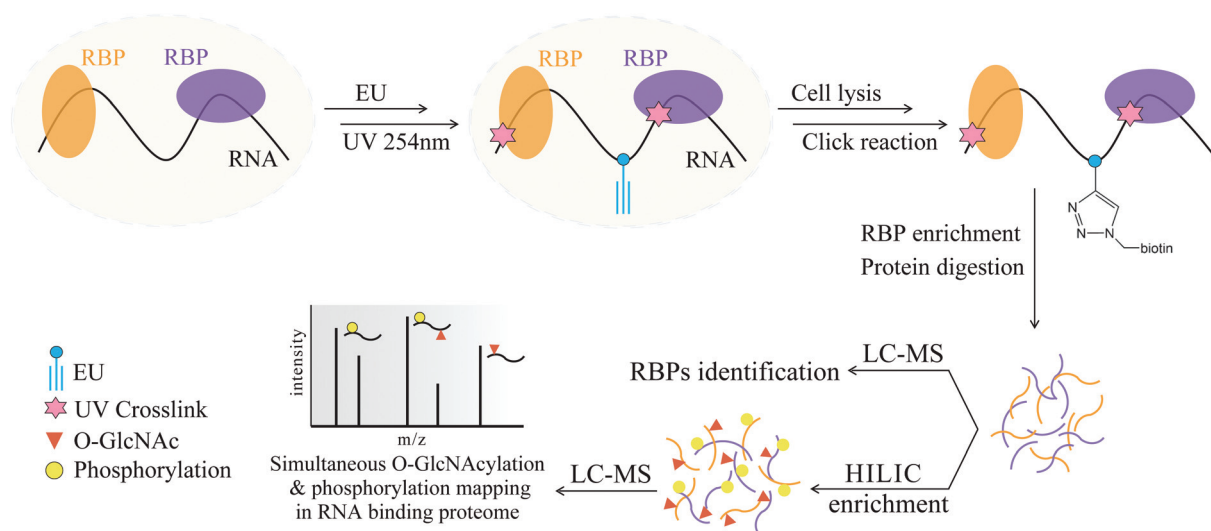 RBP
RBP
RNA
EU
UV 254nm
RBP
RBP
Cell lysis
Click reaction
N
N
N
biotin
RBP enrichment
Protein digestion
LC-MS
RBPs identification
HILIC
enrichment
LC-MS
intensity
m/z
Simultaneous O-GlcNAcylation
& phosphorylation mapping
in RNA binding proteome
EU
UV Crosslink
O-GlcNAc
Phosphorylation